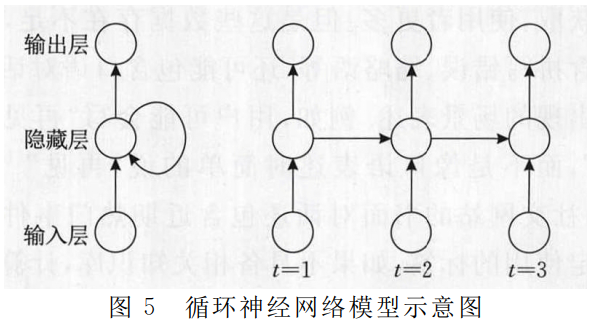 输出层
隐藏层
输入层
t=1 t=2 t=3
图 5 循环神经网络模型示意图